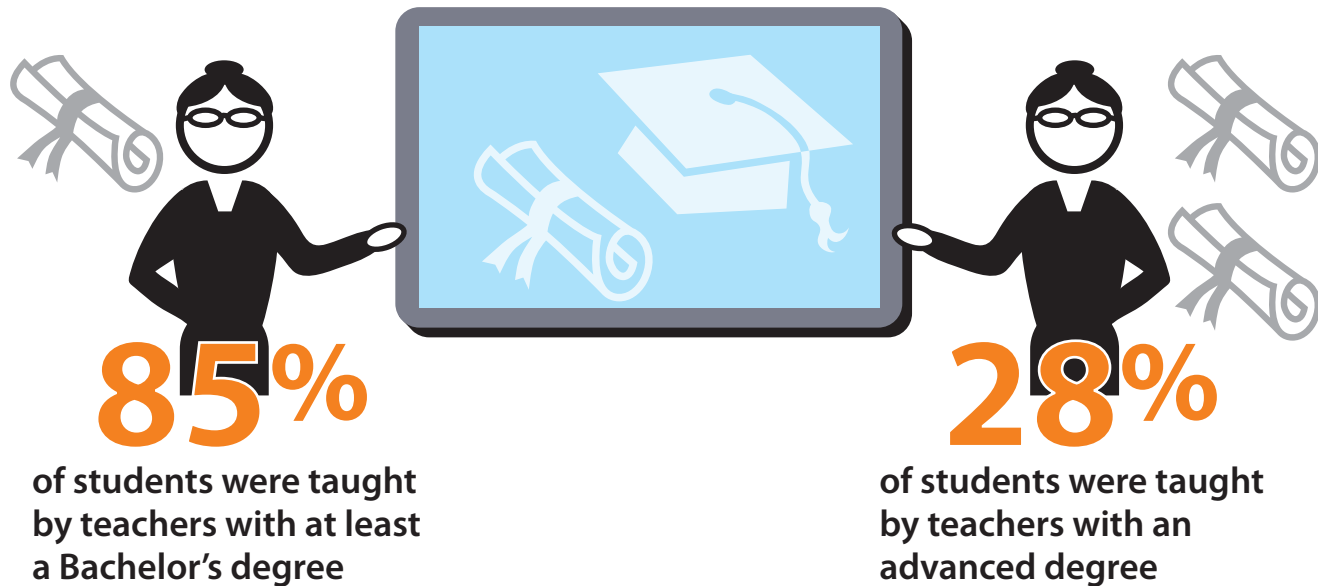 85%
of students were taught
by teachers with at least
a Bachelor’s degree
28%
of students were taught
by teachers with an
advanced degree